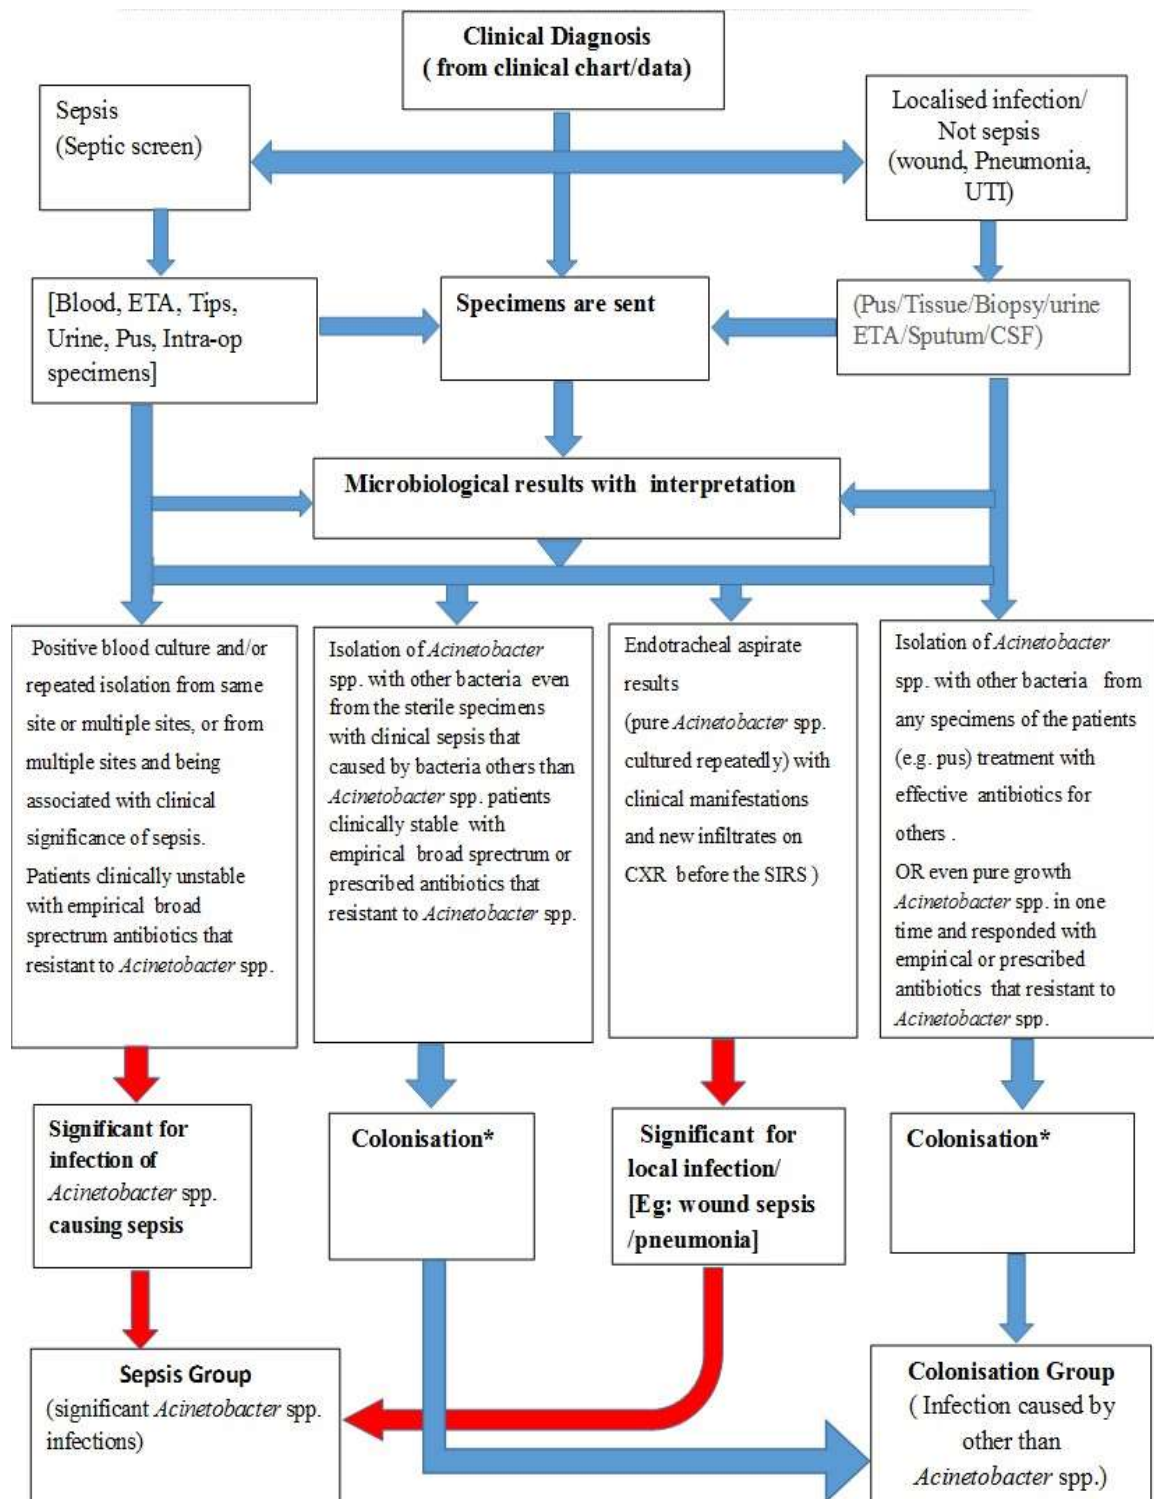 Clinical Diagnosis
( from clinical chart/data)
Sepsis
(Septic screen)
Localised infection/
Not sepsis
(wound, Pneumonia,
UTI)
[Blood, ETA, Tips,
Urine, Pus, Intra-op
specimens]
Specimens are sent
(Pus/Tissue/Biopsy/urine
ETA/Sputum/CSF)
Microbiological results with interpretation
Positive blood culture and/or
repeated isolation from same
site or multiple sites, or from
multiple sites and being
associated with clinical
significance of sepsis.
Patients clinically unstable
with empirical broad
spectrum antibiotics that
resistant to Acinetobacter spp.
Isolation of Acinetobacter
spp. with other bacteria even
from the sterile specimens
with clinical sepsis that
caused by bacteria others than
Acinetobacter spp. patients
clinically stable with
empirical broad spectrum or
prescribed antibiotics that
resistant to Acinetobacter spp.
Endotracheal aspirate
results
(pure Acinetobacter spp.
cultured repeatedly) with
clinical manifestations
and new infiltrates on
CXR before the SIRS )
Isolation of Acinetobacter
spp. with other bacteria from
any specimens of the patients
(e.g. pus) treatment with
effective antibiotics for
others .
OR even pure growth
Acinetobacter spp. in one
time and responded with
empirical or prescribed
antibiotics that resistant to
Acinetobacter spp.
Significant for
infection of
Acinetobacter spp.
causing sepsis
Colonisation*
Significant for
local infection/
[Eg: wound sepsis
/pneumonia]
Colonisation*
Sepsis Group
(significant Acinetobacter spp.
infections)
Colonisation Group
( Infection caused by
other than
Acinetobacter spp.)